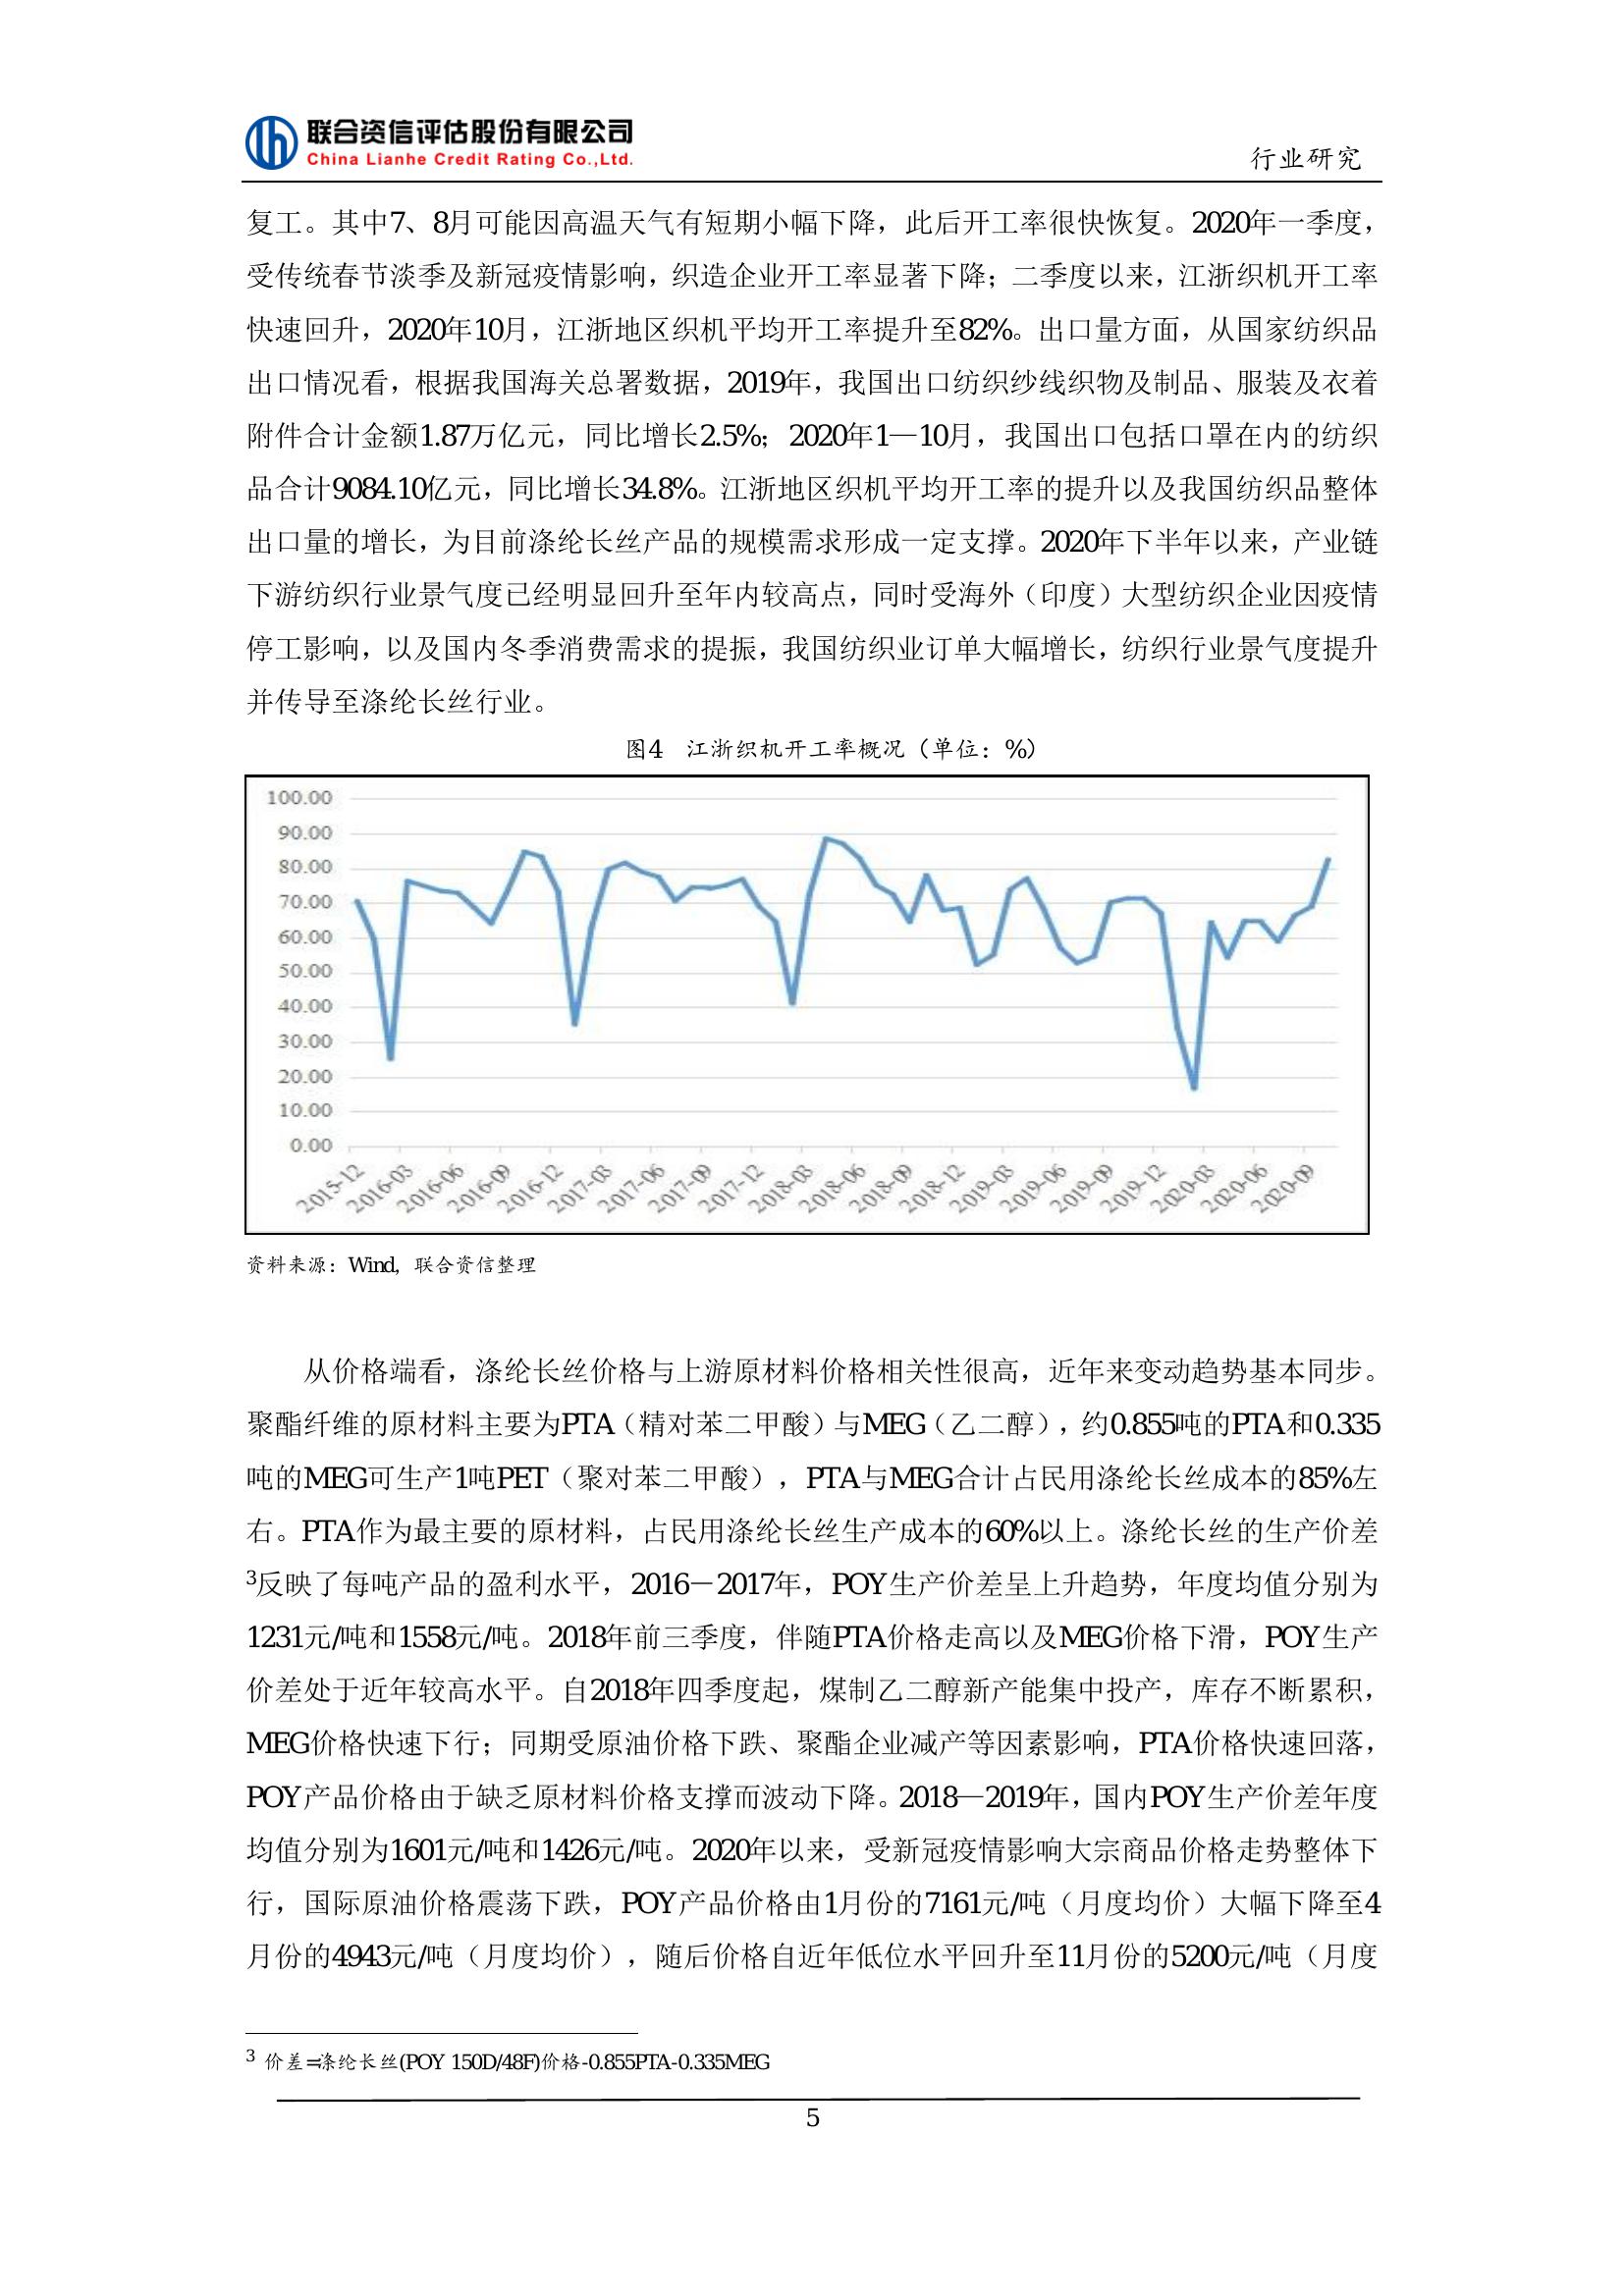 联合资信评估股份有限公司
China Lianhe Credit Rating Co.,Ltd.
行业研究
复工。其中7、8月可能因高温天气有短期小幅下降，此后开工率很快恢复。2020年一季度，
受传统春节淡季及新冠疫情影响，织造企业开工率显著下降；二季度以来，江浙织机开工率
快速回升，2020年10月，江浙地区织机平均开工率提升至82%。出口量方面，从国家纺织品
出口情况看，根据我国海关总署数据，2019年，我国出口纺织纱线织物及制品、服装及衣着
附件合计金额1.87万亿元，同比增长2.5%；2020年1—10月，我国出口包括口罩在内的纺织
品合计9084.10亿元，同比增长34.8%。江浙地区织机平均开工率的提升以及我国纺织品整体
出口量的增长，为目前涤纶长丝产品的规模需求形成一定支撑。2020年下半年以来，产业链
下游纺织行业景气度已经明显回升至年内较高点，同时受海外（印度）大型纺织企业因疫情
停工影响，以及国内冬季消费需求的提振，我国纺织业订单大幅增长，纺织行业景气度提升
并传导至涤纶长丝行业。
图4 江浙织机开工率概况（单位：%）
100.00
90.00
80.00
70.00
60.00
50.00
40.00
30.00
20.00
10.00
0.00
2015-12
2016-03
2016-06
2016-09
2016-12
2017-03
2017-06
2017-09
2017-12
2018-03
2018-06
2018-09
2018-12
2019-03
2019-06
2019-09
2019-12
2020-03
2020-06
2020-09
资料来源：Wind，联合资信整理
从价格端看，涤纶长丝价格与上游原材料价格相关性很高，近年来变动趋势基本同步。
聚酯纤维的原材料主要为PTA（精对苯二甲酸）与MEG（乙二醇），约0.855吨的PTA和0.335
吨的MEG可生产1吨PET（聚对苯二甲酸），PTA与MEG合计占民用涤纶长丝成本的85%左
右。PTA作为最主要的原材料，占民用涤纶长丝生产成本的60%以上。涤纶长丝的生产价差
3反映了每吨产品的盈利水平，2016－2017年，POY生产价差呈上升趋势，年度均值分别为
1231元/吨和1558元/吨。2018年前三季度，伴随PTA价格走高以及MEG价格下滑，POY生产
价差处于近年较高水平。自2018年四季度起，煤制乙二醇新产能集中投产，库存不断累积，
MEG价格快速下行；同期受原油价格下跌、聚酯企业减产等因素影响，PTA价格快速回落，
POY产品价格由于缺乏原材料价格支撑而波动下降。2018—2019年，国内POY生产价差年度
均值分别为1601元/吨和1426元/吨。2020年以来，受新冠疫情影响大宗商品价格走势整体下
行，国际原油价格震荡下跌，POY产品价格由1月份的7161元/吨（月度均价）大幅下降至4
月份的4943元/吨（月度均价），随后价格自近年低位水平回升至11月份的5200元/吨（月度
3 价差=涤纶长丝(POY 150D/48F)价格-0.855PTA-0.335MEG
5